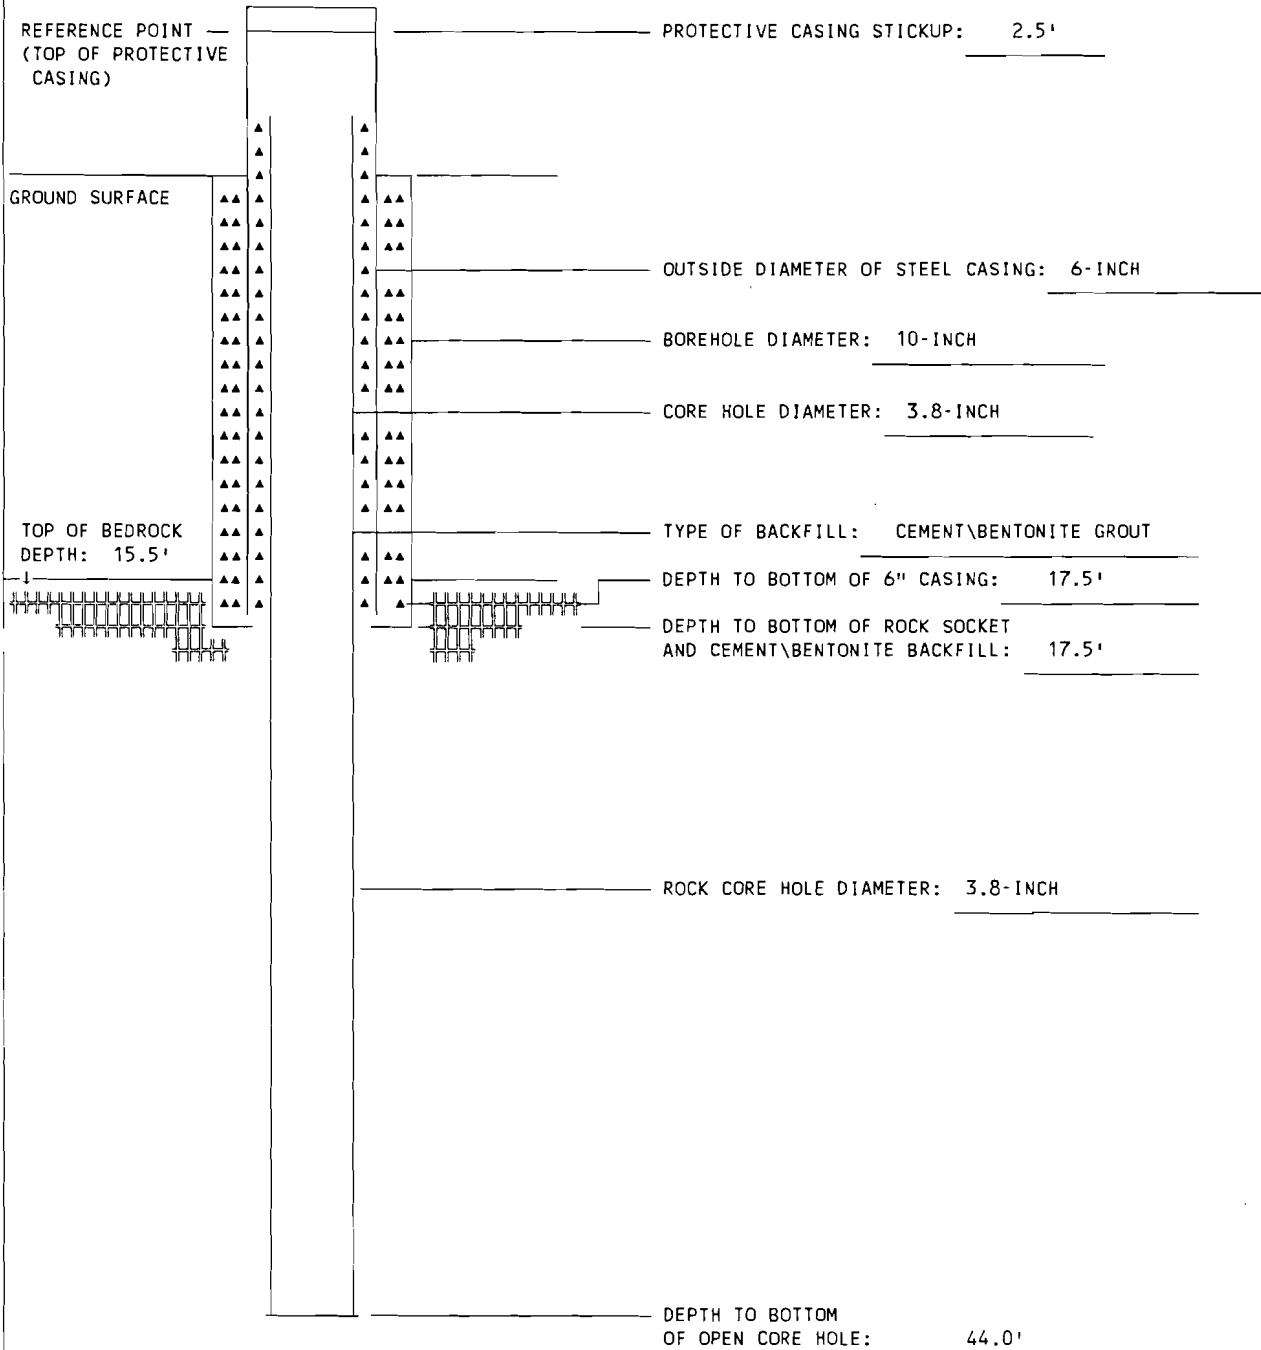 REFERENCE POINT
(TOP OF PROTECTIVE
CASING)
PROTECTIVE CASING STICKUP: 2.5'
GROUND SURFACE
OUTSIDE DIAMETER OF STEEL CASING: 6-INCH
BOREHOLE DIAMETER: 10-INCH
CORE HOLE DIAMETER: 3.8-INCH
TOP OF BEDROCK
DEPTH: 15.5'
TYPE OF BACKFILL: CEMENT\BENTONITE GROUT
DEPTH TO BOTTOM OF 6" CASING: 17.5'
DEPTH TO BOTTOM OF ROCK SOCKET
AND CEMENT\BENTONITE BACKFILL: 17.5'
ROCK CORE HOLE DIAMETER: 3.8-INCH
DEPTH TO BOTTOM
OF OPEN CORE HOLE: 44.0'